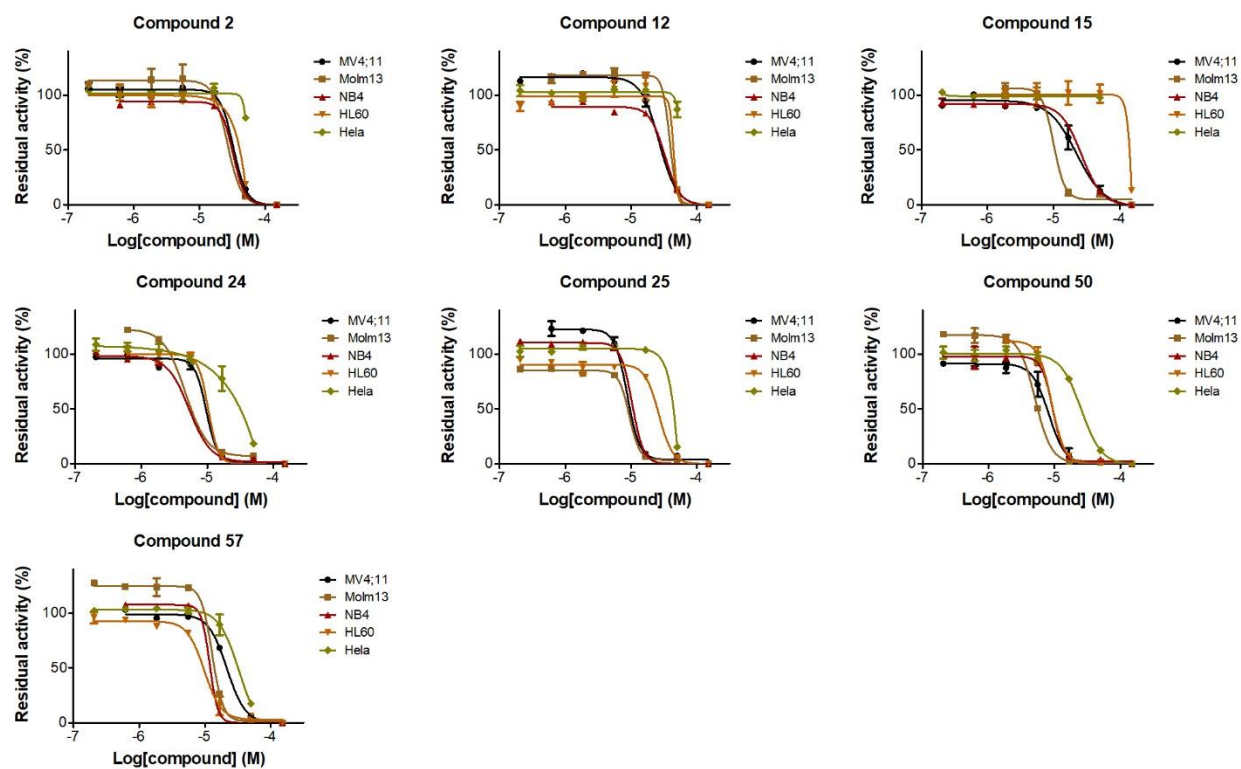 Compound 2
Residual activity (%)
100
50
0
-7 -6 -5 -4 -3
Log[compound] (M)
MV4;11
Molm13
NB4
HL60
Hela
Compound 12
Residual activity (%)
100
50
0
-7 -6 -5 -4 -3
Log[compound] (M)
MV4;11
Molm13
NB4
HL60
Hela
Compound 15
Residual activity (%)
100
50
0
-7 -6 -5 -4 -3
Log[compound] (M)
MV4;11
Molm13
NB4
HL60
Hela
Compound 24
Residual activity (%)
100
50
0
-7 -6 -5 -4 -3
Log[compound] (M)
MV4;11
Molm13
NB4
HL60
Hela
Compound 25
Residual activity (%)
100
50
0
-7 -6 -5 -4 -3
Log[compound] (M)
MV4;11
Molm13
NB4
HL60
Hela
Compound 50
Residual activity (%)
100
50
0
-7 -6 -5 -4 -3
Log[compound] (M)
MV4;11
Molm13
NB4
HL60
Hela
Compound 57
Residual activity (%)
100
50
0
-7 -6 -5 -4 -3
Log[compound] (M)
MV4;11
Molm13
NB4
HL60
Hela